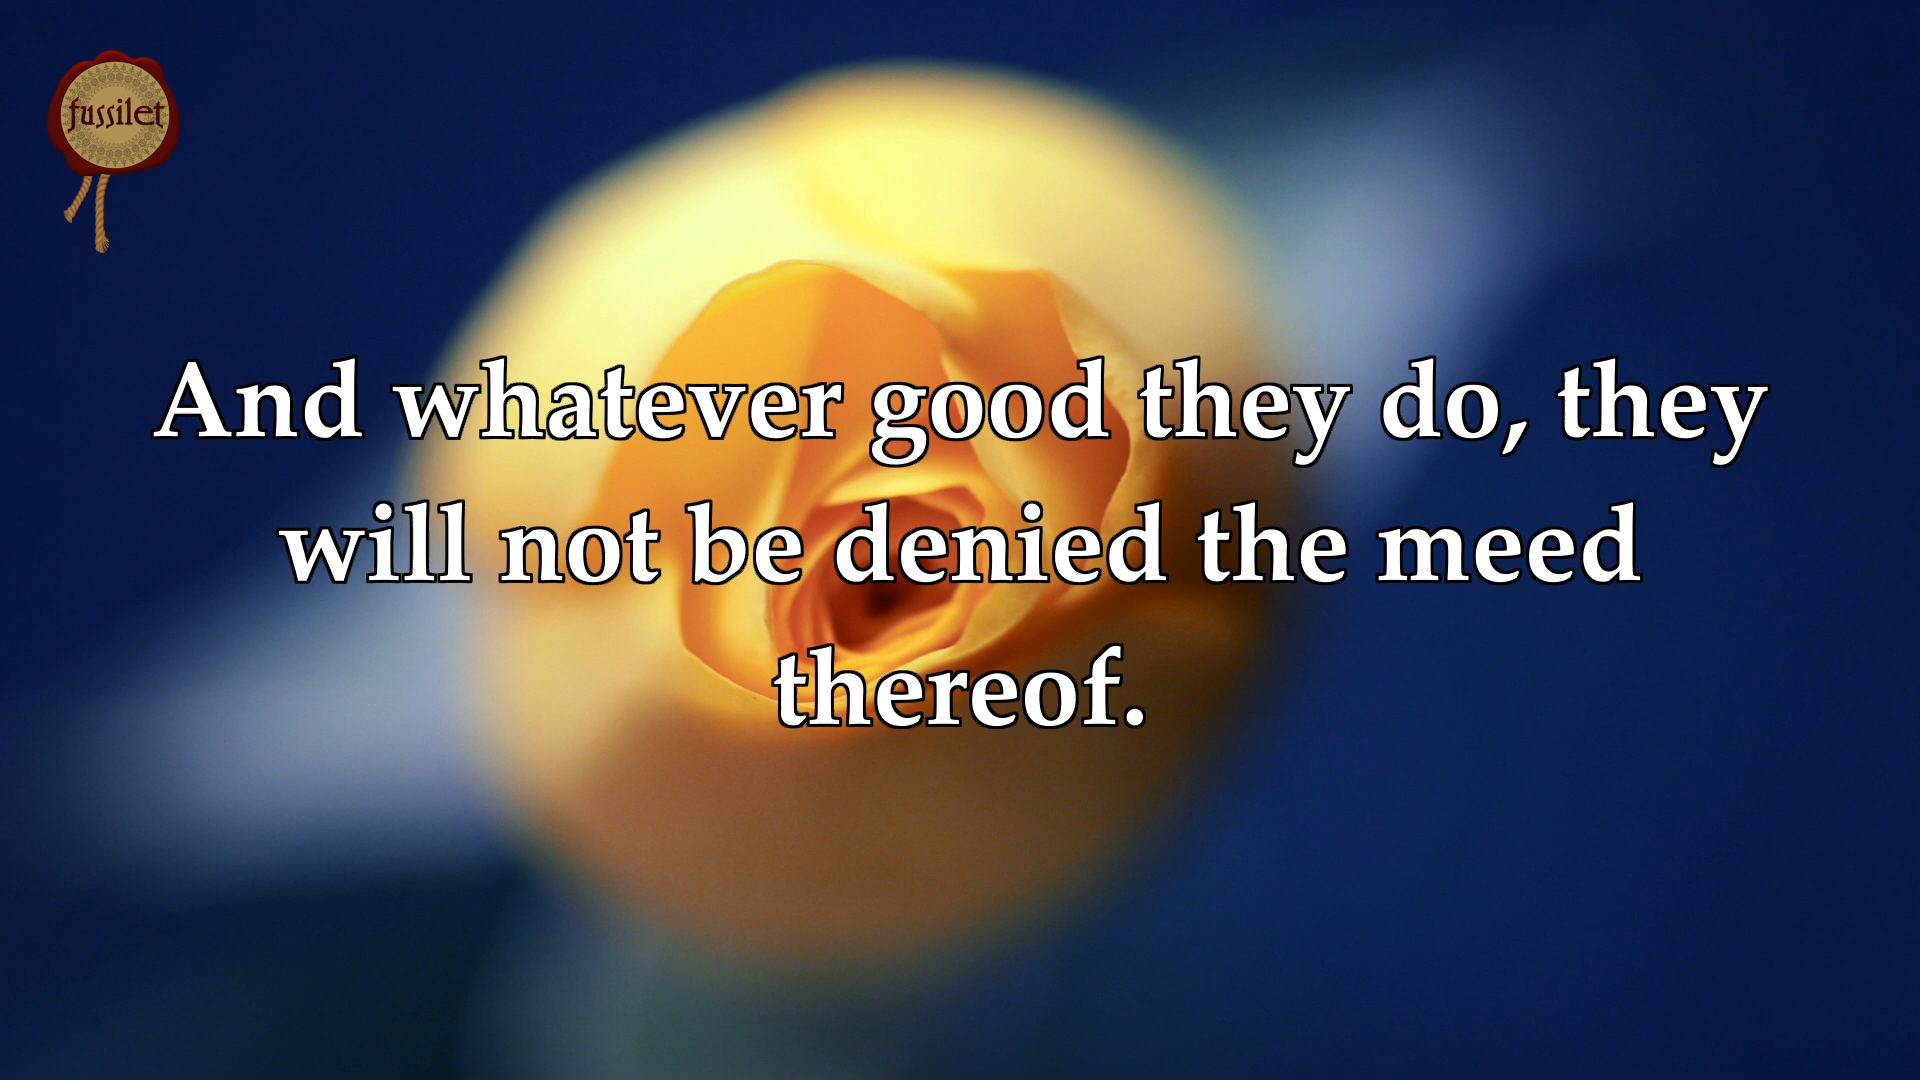 fussilet
And whatever good they do, they
will not be denied the meed
thereof.